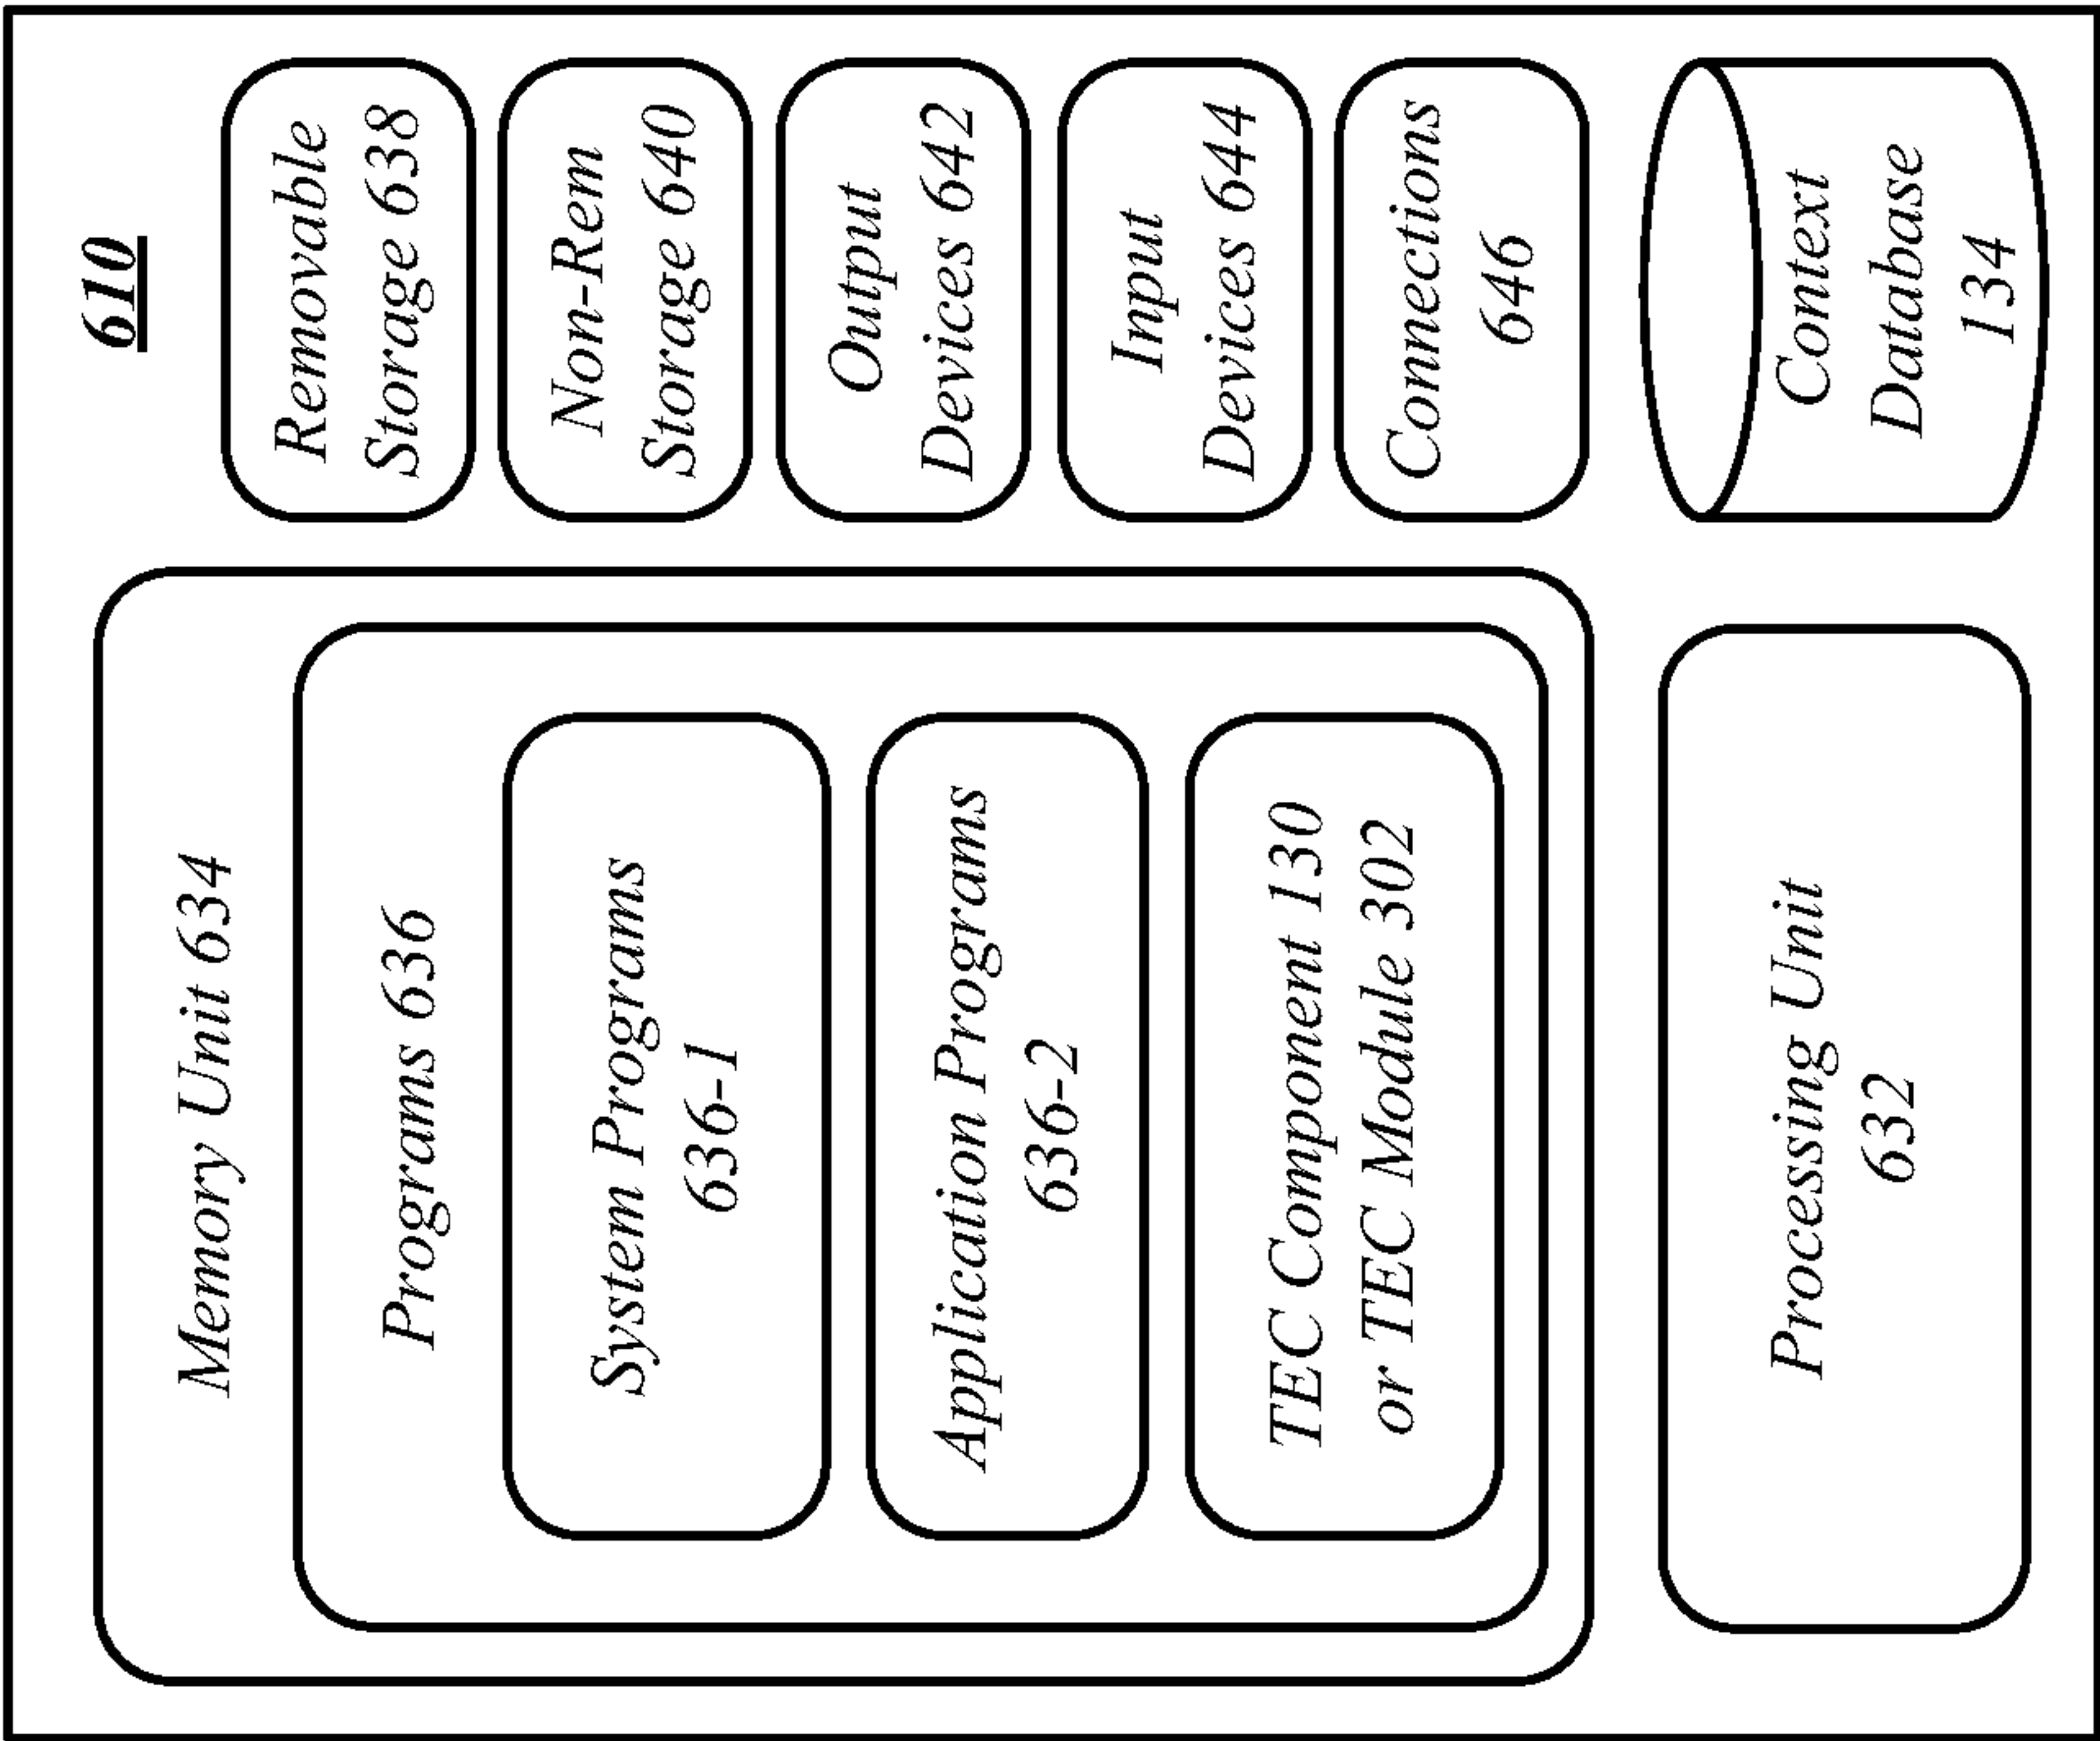 610
Memory Unit 634
Programs 636
System Programs
636-1
Application Programs
636-2
TEC Component 130
or TEC Module 302
Processing Unit
632
Removable
Storage 638
Non-Rem
Storage 640
Output
Devices 642
Input
Devices 644
Connections
646
Context
Database
134